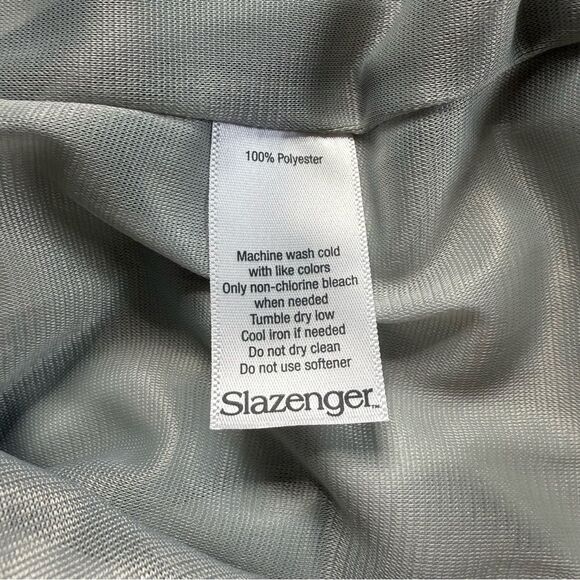 100% Polyester
Machine wash cold
with like colors
Only non-chlorine bleach
when needed
Tumble dry low
Cool iron if needed
Do not dry clean
Do not use softener
Slazenger™